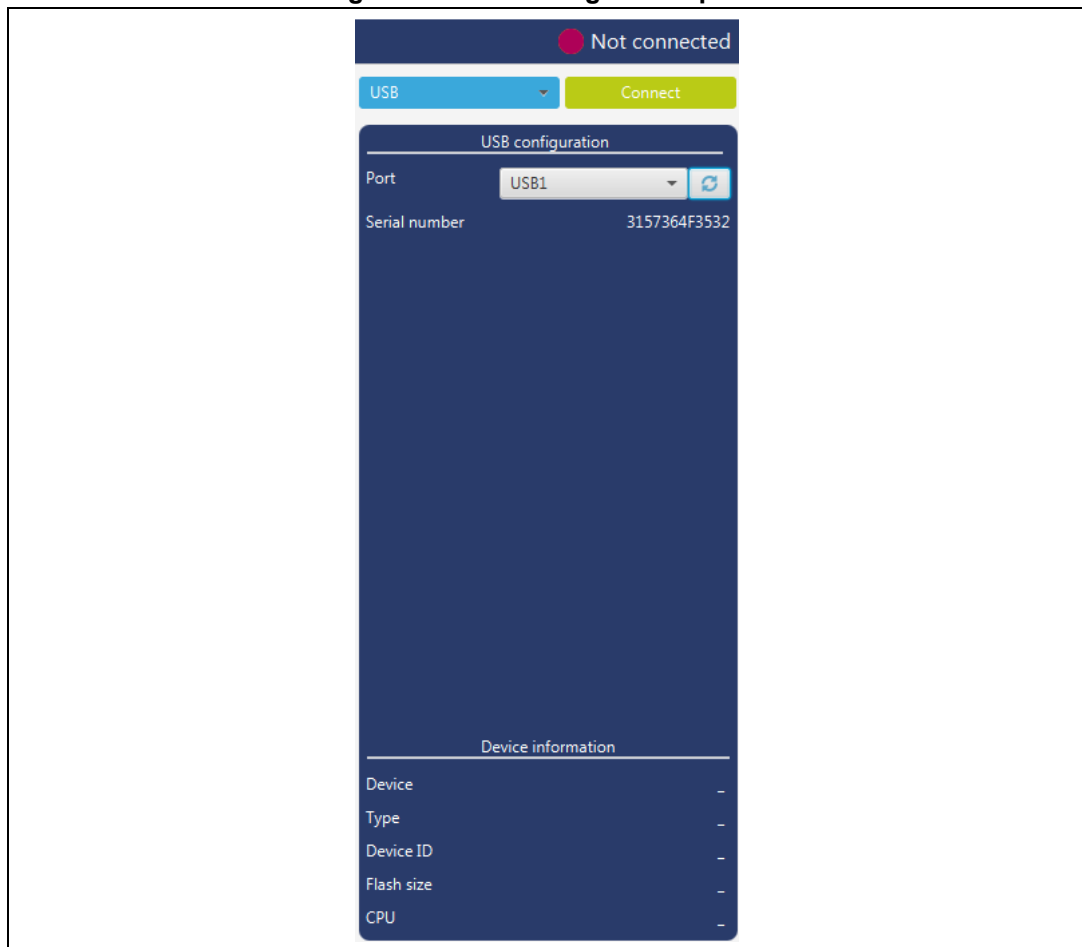 Not connected
USB Connect
USB configuration
Port USB1
Serial number 3157364F3532
Device information
Device _
Type _
Device ID _
Flash size _
CPU _